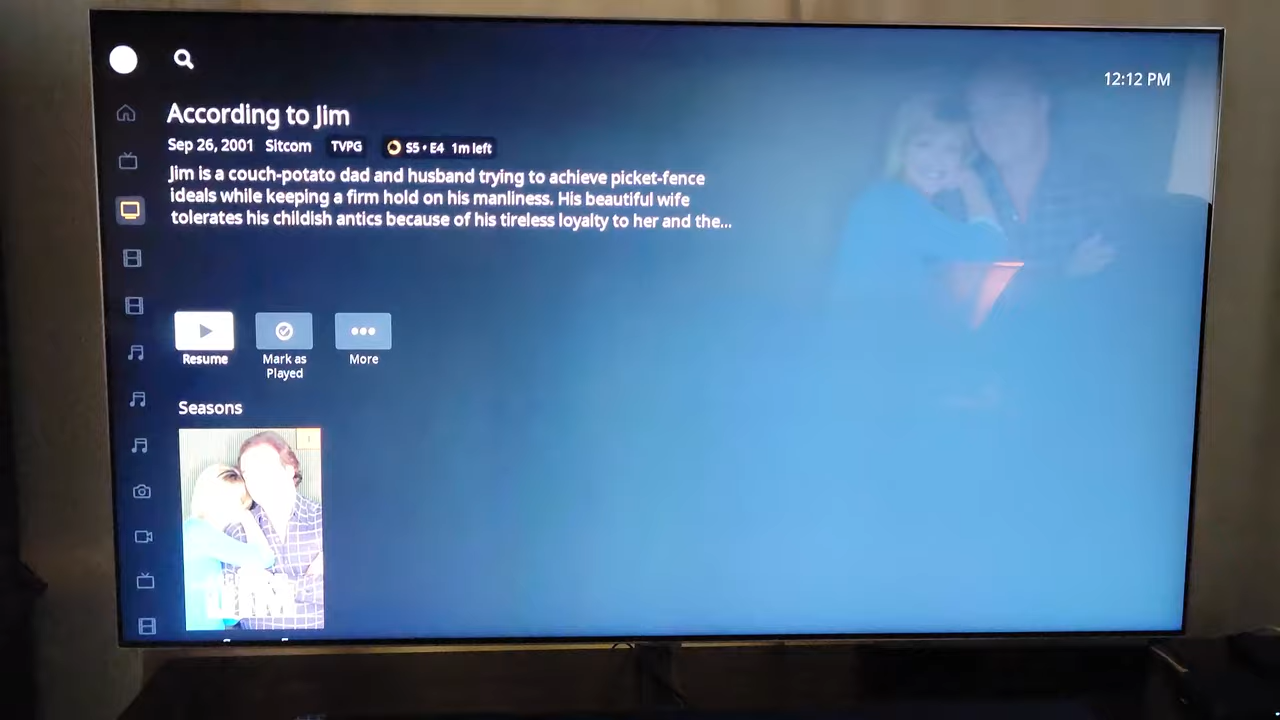 12:12 PM
According to Jim
Sep 26, 2001 Sitcom TVPG S5 • E4 1m left
Jim is a couch-potato dad and husband trying to achieve picket-fence
ideals while keeping a firm hold on his manliness. His beautiful wife
tolerates his childish antics because of his tireless loyalty to her and the...
Resume
Mark as
Played
More
Seasons